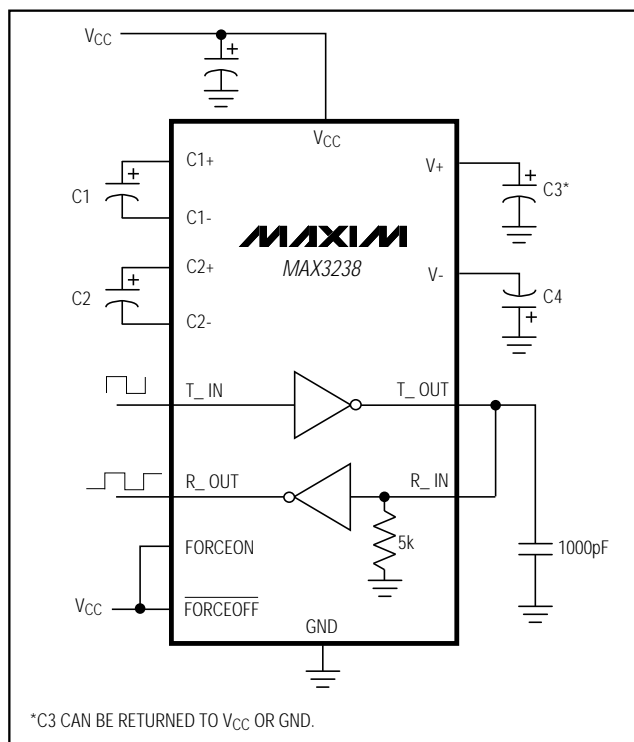 VCC
VCC
C1+
V+
+
C1
+
C3*
C1-
MAXIM
MAX3238
C2+
V-
C2
+
C4
C2-
+
+
T_ IN
T_ OUT
R_ OUT
R_ IN
5k
1000pF
FORCEON
VCC
FORCEOFF
GND
*C3 CAN BE RETURNED TO VCC OR GND.